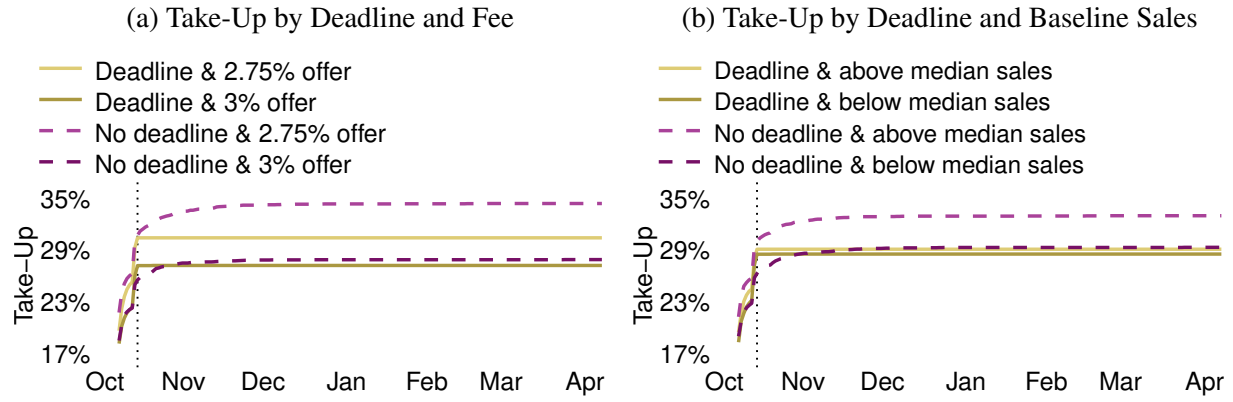 (a) Take-Up by Deadline and Fee
Deadline & 2.75% offer
Deadline & 3% offer
No deadline & 2.75% offer
No deadline & 3% offer
35%
29%
23%
17%
Take−Up
Oct Nov Dec Jan Feb Mar Apr
(b) Take-Up by Deadline and Baseline Sales
Deadline & above median sales
Deadline & below median sales
No deadline & above median sales
No deadline & below median sales
35%
29%
23%
17%
Take−Up
Oct Nov Dec Jan Feb Mar Apr